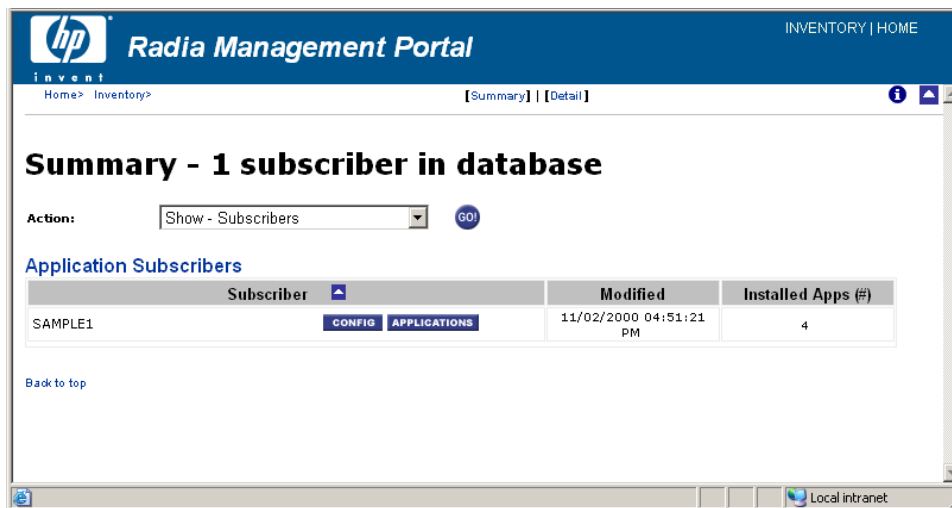 hp
invent
Radia Management Portal
INVENTORY | HOME
Home> Inventory> [Summary] | [Detail]
Summary - 1 subscriber in database
Action: Show - Subscribers GO!
Application Subscribers
Subscriber Modified Installed Apps (#)
SAMPLE1 CONFIG APPLICATIONS 11/02/2000 04:51:21 PM 4
Back to top
Local intranet